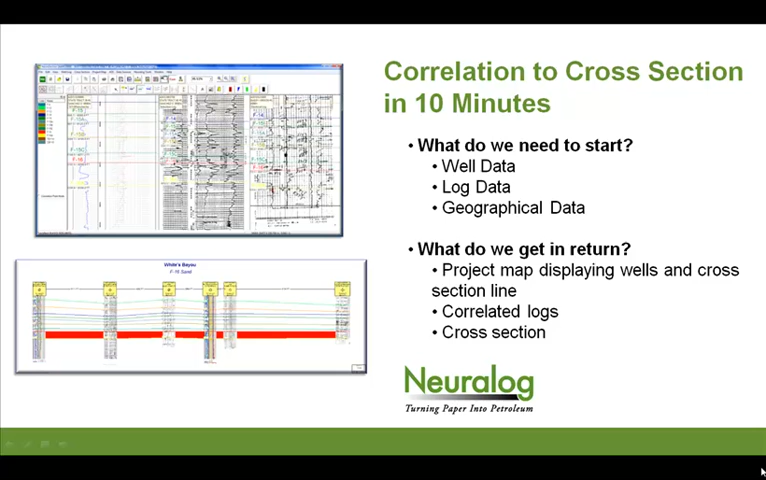 Correlation to Cross Section
in 10 Minutes
• What do we need to start?
• Well Data
• Log Data
• Geographical Data
• What do we get in return?
• Project map displaying wells and cross
section line
• Correlated logs
• Cross section
White's Bayou
F-16 Sand
Neuralog
Turning Paper Into Petroleum